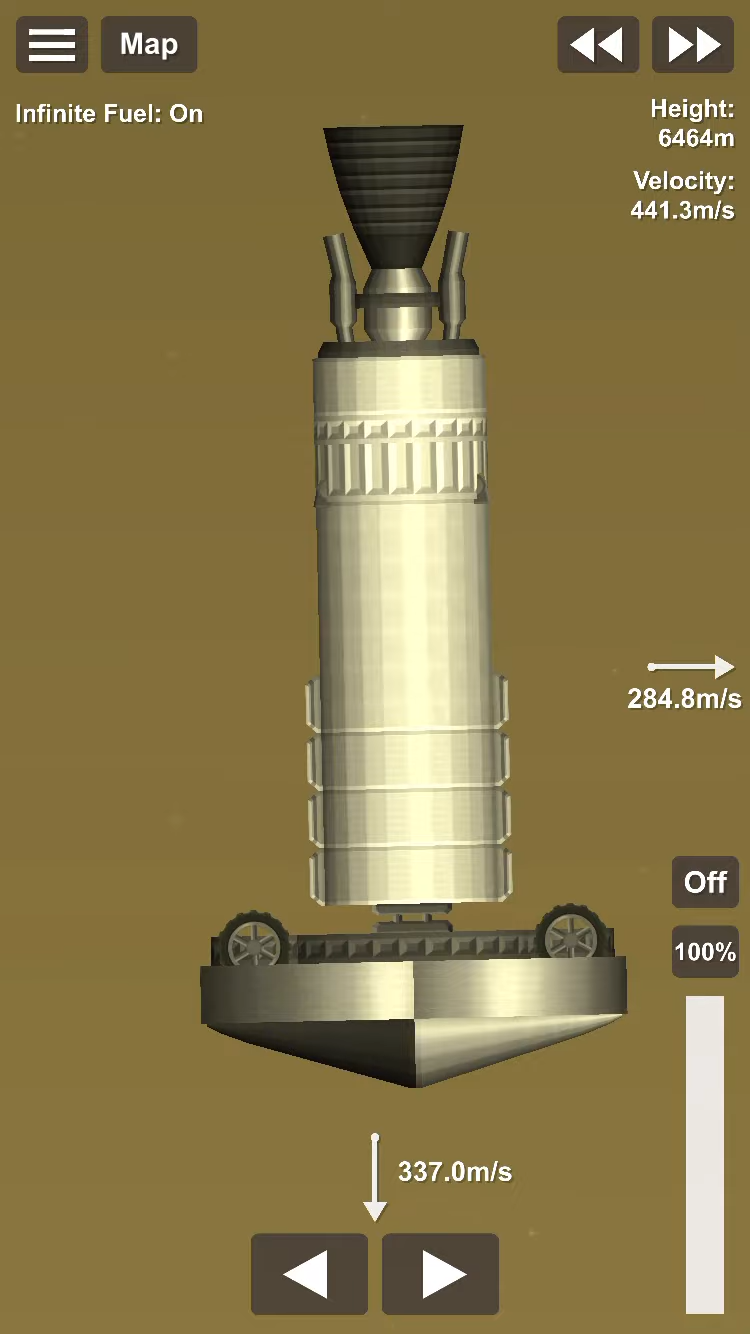 Map
Infinite Fuel: On
Height:
6464m
Velocity:
441.3m/s
284.8m/s
Off
100%
337.0m/s